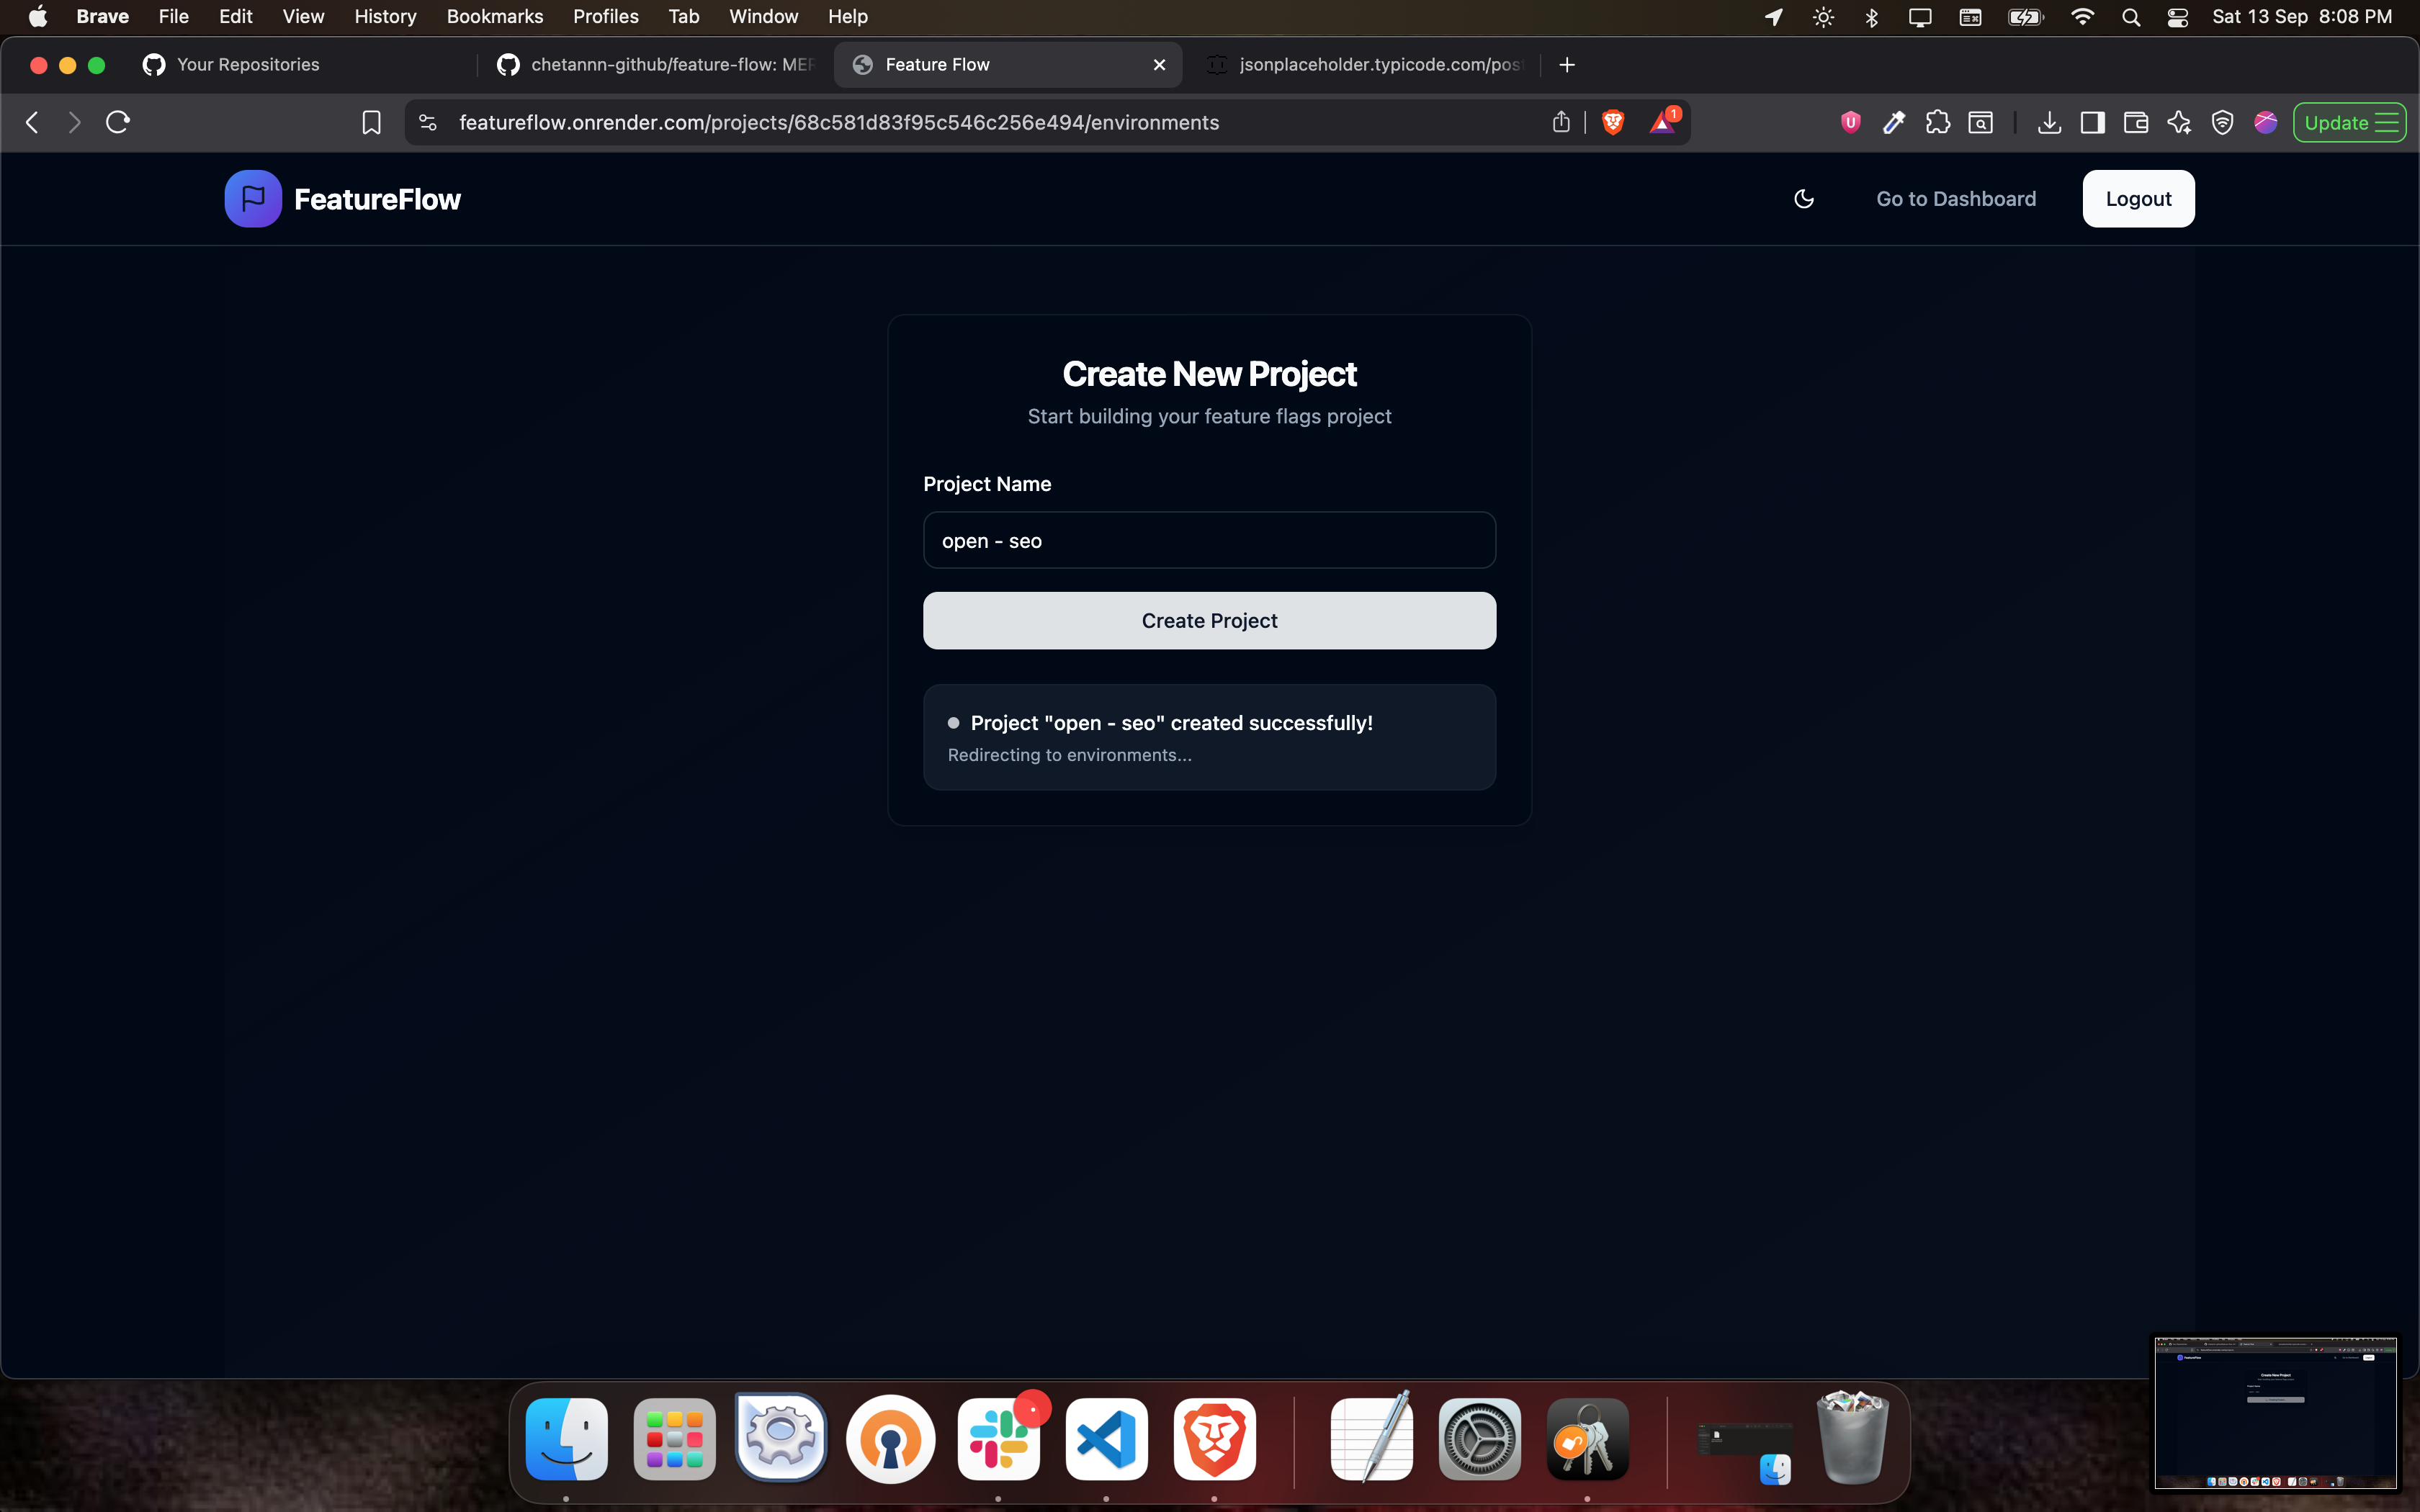 Brave File Edit View History Bookmarks Profiles Tab Window Help Sat 13 Sep 8:08 PM
Your Repositories chetannn-github/feature-flow: MER Feature Flow jsonplaceholder.typicode.com/post
featureflow.onrender.com/projects/68c581d83f95c546c256e494/environments 1 Update
FeatureFlow Go to Dashboard Logout
Create New Project
Start building your feature flags project
Project Name
open - seo
Create Project
Project "open - seo" created successfully!
Redirecting to environments...